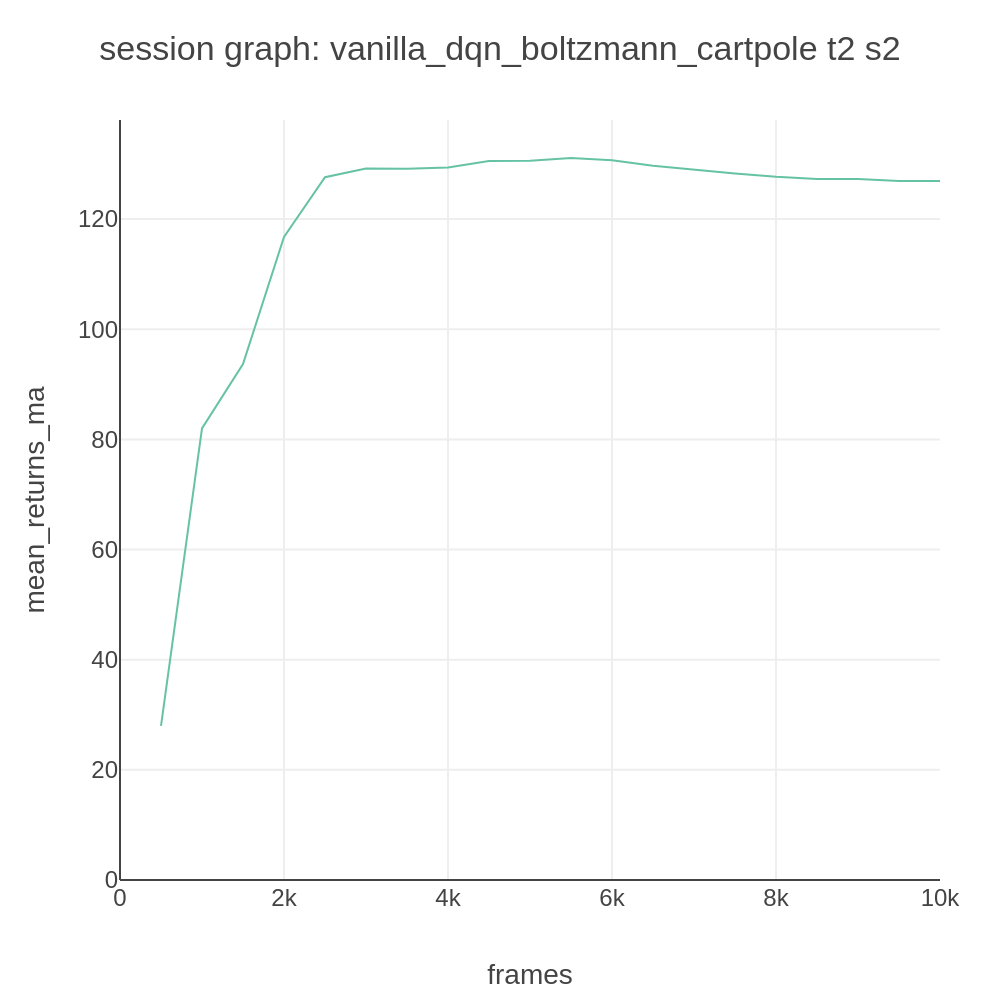 session graph: vanilla_dqn_boltzmann_cartpole t2 s2
mean_returns_ma
120
100
80
60
40
20
0
0 2k 4k 6k 8k 10k
frames